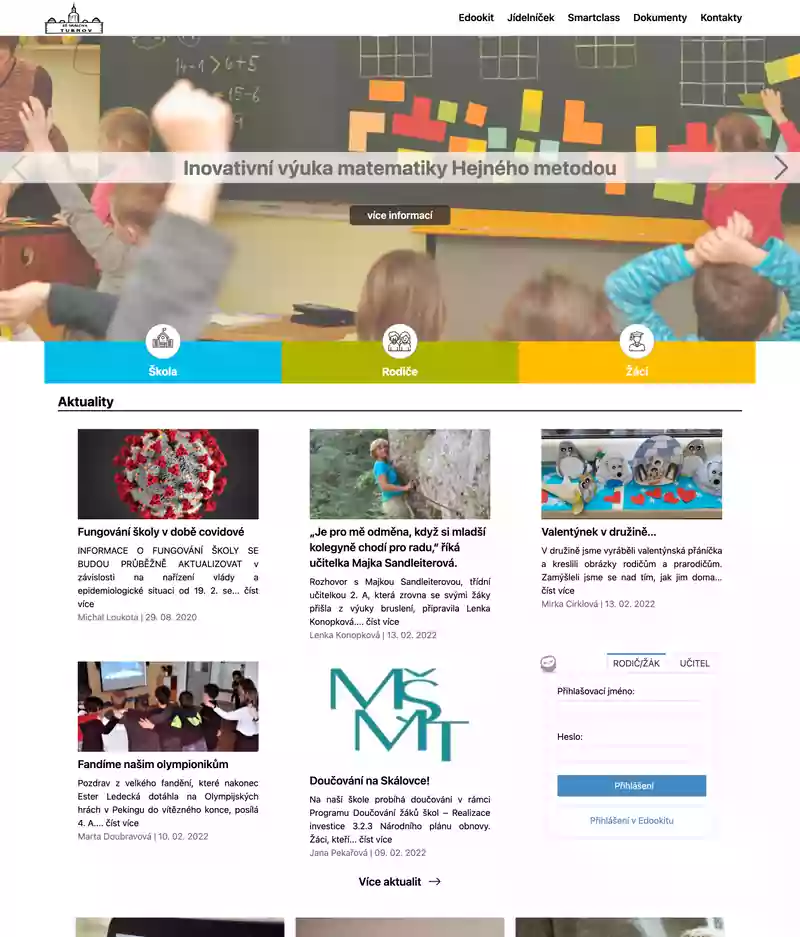 TURNOV
Edookit Jídelníček Smartclass Dokumenty Kontakty
14-1>6+5
15-6
Inovativní výuka matematiky Hejného metodou
více informací
Škola Rodiče Žáci
Aktuality
Fungování školy v době covidové
INFORMACE O FUNGOVÁNÍ ŠKOLY SE
BUDOU PRŮBĚŽNĚ AKTUALIZOVAT v
závislosti na nařízení vlády a
epidemiologické situaci od 19. 2. se... číst
více
Michal Loukota | 29. 08. 2020
„Je pro mě odměna, když si mladší
kolegyně chodí pro radu,“ říká
učitelka Majka Sandleiterová.
Rozhovor s Majkou Sandleiterovou, třídní
učitelkou 2. A, která zrovna se svými žáky
přišla z výuky bruslení, připravila Lenka
Konopková.... číst více
Lenka Konopková | 13. 02. 2022
Valentýnek v družině...
V družině jsme vyráběli valentýnská přáníčka
a kreslili obrázky rodičům a prarodičům.
Zamýšleli jsme se nad tím, jak jim doma...
číst více
Mirka Cirklová | 13. 02. 2022
Fandíme našim olympionikům
Pozdrav z velkého fandění, které nakonec
Ester Ledecká dotáhla na Olympijských
hrách v Pekingu do vítězného konce, posílá
4. A.... číst více
Marta Doubravová | 10. 02. 2022
MŠMT
Doučování na Skálovce!
Na naší škole probíhá doučování v rámci
Programu Doučování žáků škol – Realizace
investice 3.2.3 Národního plánu obnovy.
Žáci, kteří... číst více
Jana Pekařová | 09. 02. 2022
RODIČ/ŽÁK UČITEL
Přihlašovací jméno:
Heslo:
Přihlášení
Přihlášení v Edookitu
Více aktualit →